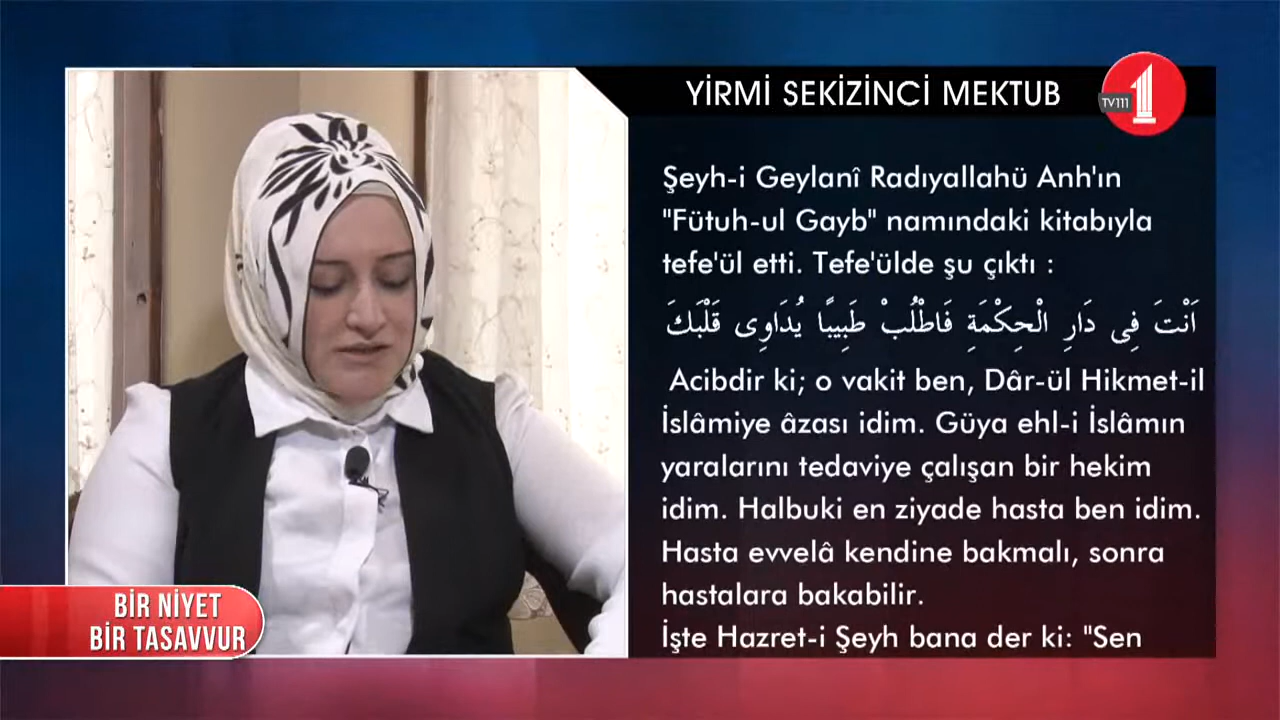 YİRMİ SEKİZİNCİ MEKTUB
TV111
1
Şeyh-i Geylanî Radıyallahü Anh'ın
"Fütuh-ul Gayb" namındaki kitabıyla
tefe'ül etti. Tefe'ülde şu çıktı :
اَنْتَ فِى دَارِ الْحِكْمَةِ فَاطْلُبْ طَبِيبًا يُدَاوِى قَلْبَكَ
Acibdir ki; o vakit ben, Dâr-ül Hikmet-il
İslâmiye âzası idim. Güya ehl-i İslâmın
yaralarını tedaviye çalışan bir hekim
idim. Halbuki en ziyade hasta ben idim.
Hasta evvelâ kendine bakmalı, sonra
hastalara bakabilir.
İşte Hazret-i Şeyh bana der ki: "Sen
BİR NİYET
BİR TASAVVUR